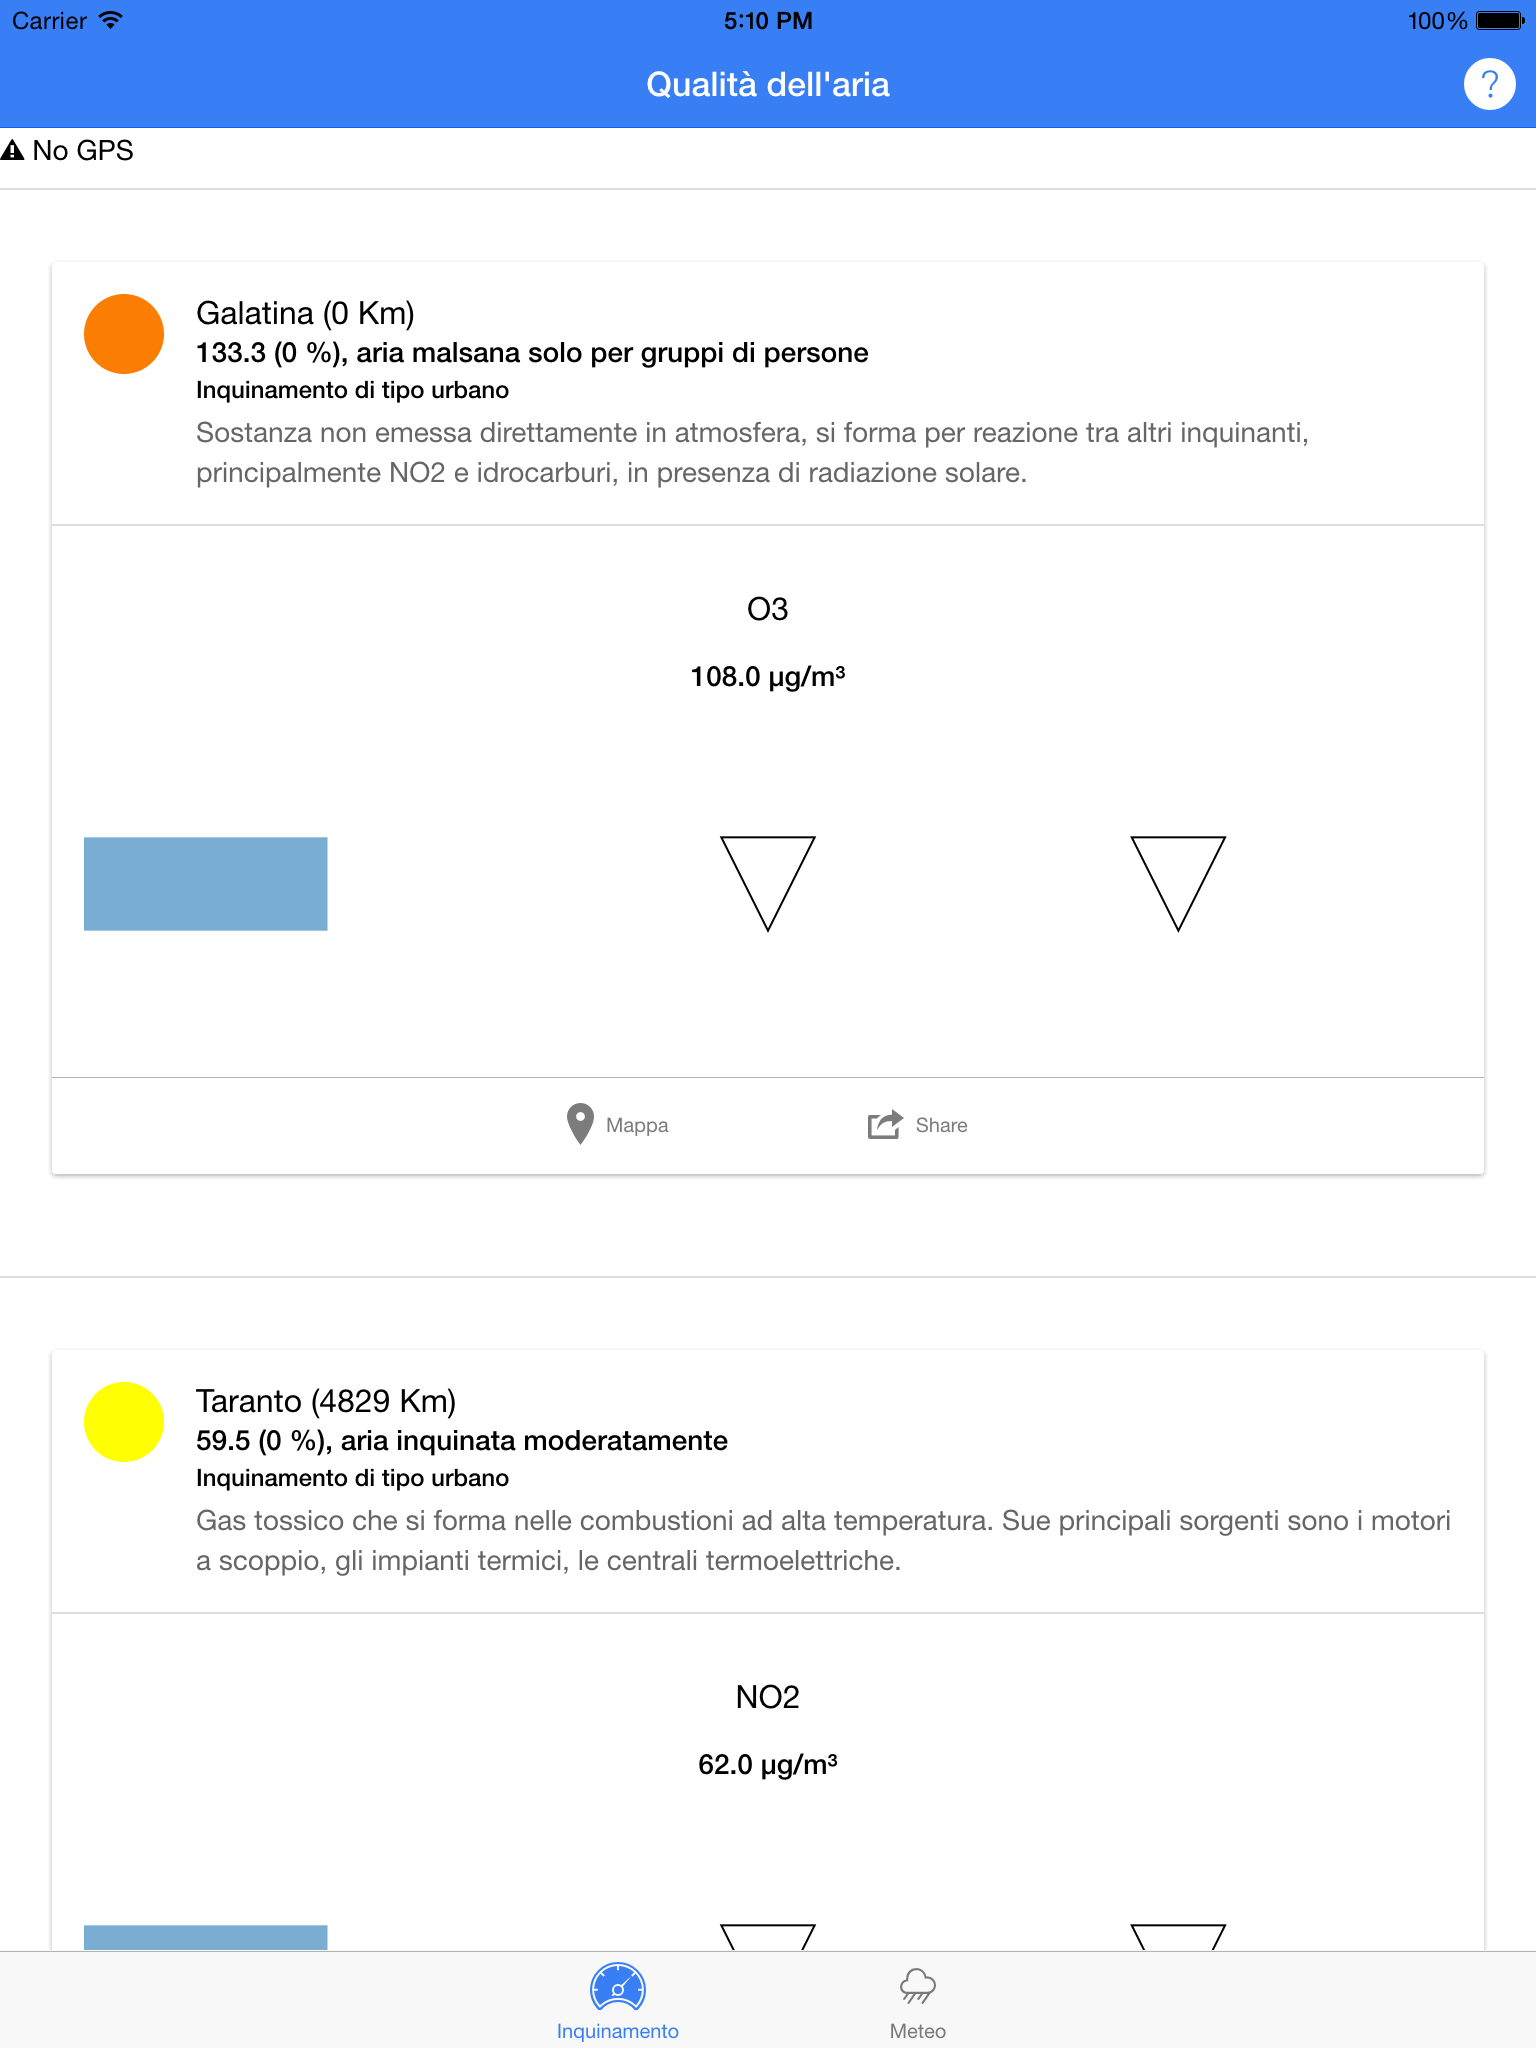 Carrier
5:10 PM
100%
Qualità dell'aria
?
No GPS
Galatina (0 Km)
133.3 (0 %), aria malsana solo per gruppi di persone
Inquinamento di tipo urbano
Sostanza non emessa direttamente in atmosfera, si forma per reazione tra altri inquinanti,
principalmente NO2 e idrocarburi, in presenza di radiazione solare.
O3
108.0 µg/m³
Mappa
Share
Taranto (4829 Km)
59.5 (0 %), aria inquinata moderatamente
Inquinamento di tipo urbano
Gas tossico che si forma nelle combustioni ad alta temperatura. Sue principali sorgenti sono i motori
a scoppio, gli impianti termici, le centrali termoelettriche.
NO2
62.0 µg/m³
Inquinamento
Meteo